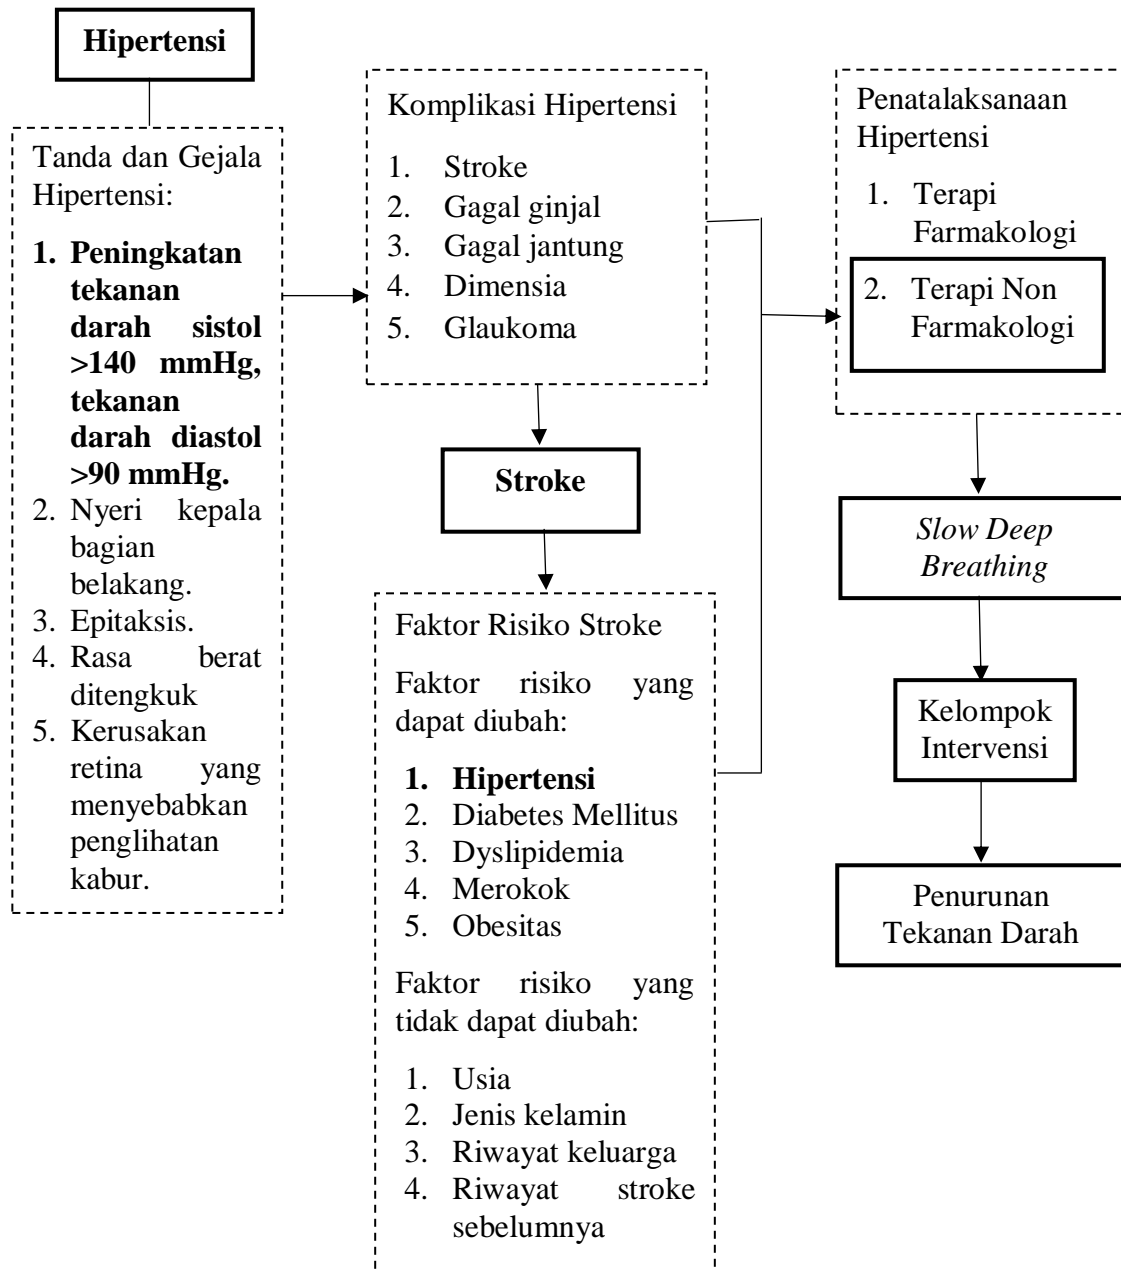 Hipertensi
Tanda dan Gejala
Hipertensi:
1. Peningkatan
tekanan
darah sistol
>140 mmHg,
tekanan
darah diastol
>90 mmHg.
2. Nyeri kepala
bagian
belakang.
3. Epitaksis.
4. Rasa berat
ditengkuk
5. Kerusakan
retina yang
menyebabkan
penglihatan
kabur.
Komplikasi Hipertensi
1. Stroke
2. Gagal ginjal
3. Gagal jantung
4. Dimensia
5. Glaukoma
Stroke
Faktor Risiko Stroke
Faktor risiko yang
dapat diubah:
1. Hipertensi
2. Diabetes Mellitus
3. Dyslipidemia
4. Merokok
5. Obesitas
Faktor risiko yang
tidak dapat diubah:
1. Usia
2. Jenis kelamin
3. Riwayat keluarga
4. Riwayat stroke
sebelumnya
Penatalaksanaan
Hipertensi
1. Terapi
Farmakologi
2. Terapi Non
Farmakologi
Slow Deep
Breathing
Kelompok
Intervensi
Penurunan
Tekanan Darah